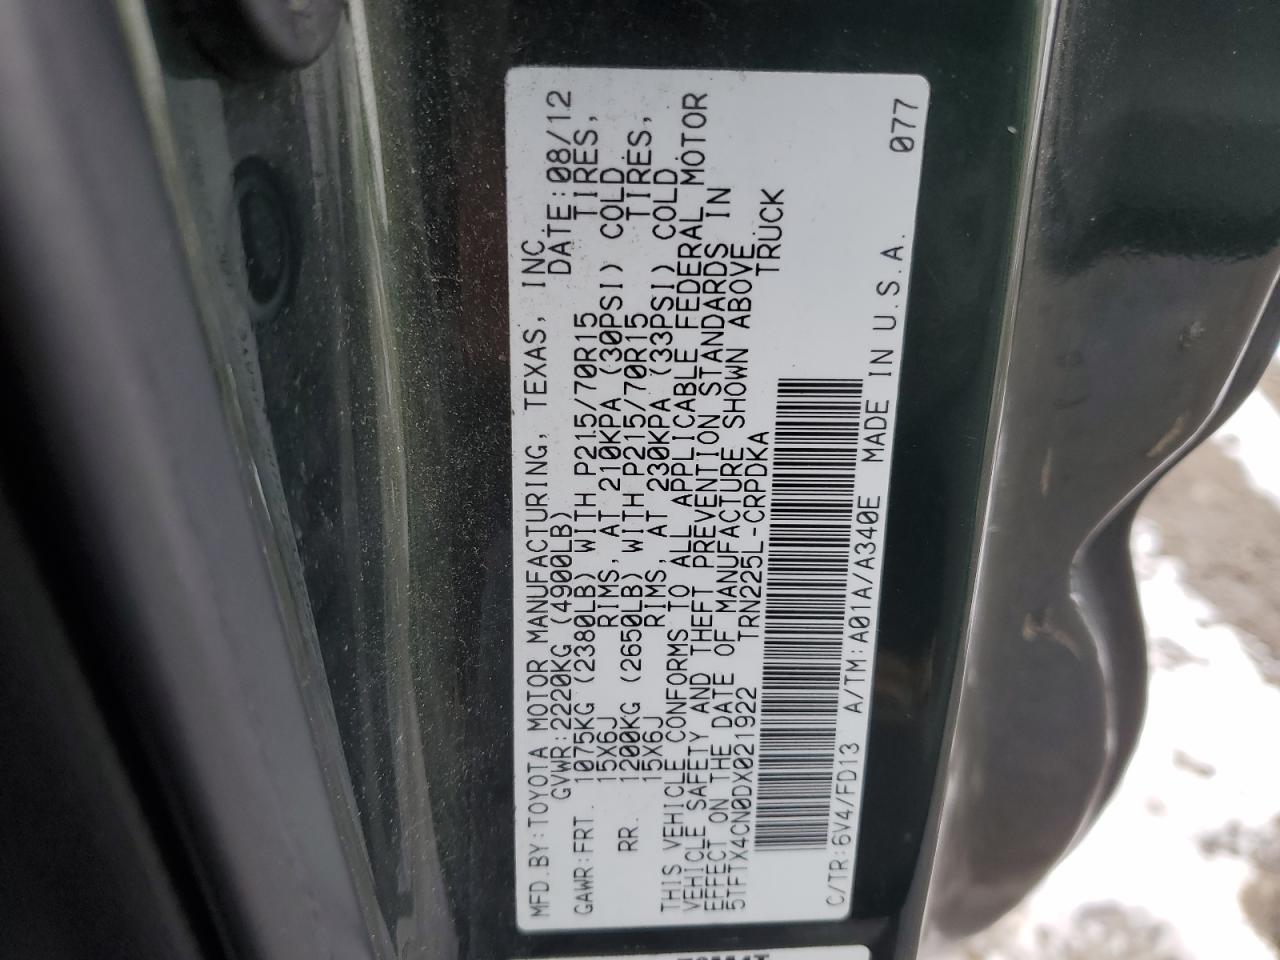 MFD.BY:TOYOTA MOTOR MANUFACTURING, TEXAS, INC.
GVWR:2220KG (4900LB) DATE:08/12
GAWR:FRT. 1075KG (2380LB) WITH P215/70R15 TIRES,
15X6J RIMS, AT 210KPA (30PSI) COLD
RR. 1200KG (2650LB) WITH P215/70R15 TIRES,
15X6J RIMS, AT 230KPA (33PSI) COLD
THIS VEHICLE CONFORMS TO ALL APPLICABLE FEDERAL MOTOR
VEHICLE SAFETY AND THEFT PREVENTION STANDARDS IN
EFFECT ON THE DATE OF MANUFACTURE SHOWN ABOVE.
5TFTX4CN0DX021922 TRN225L-CRPDKA TRUCK
C/TR:6V4/FD13 A/TM:A01A/A340E MADE IN U.S.A. 077